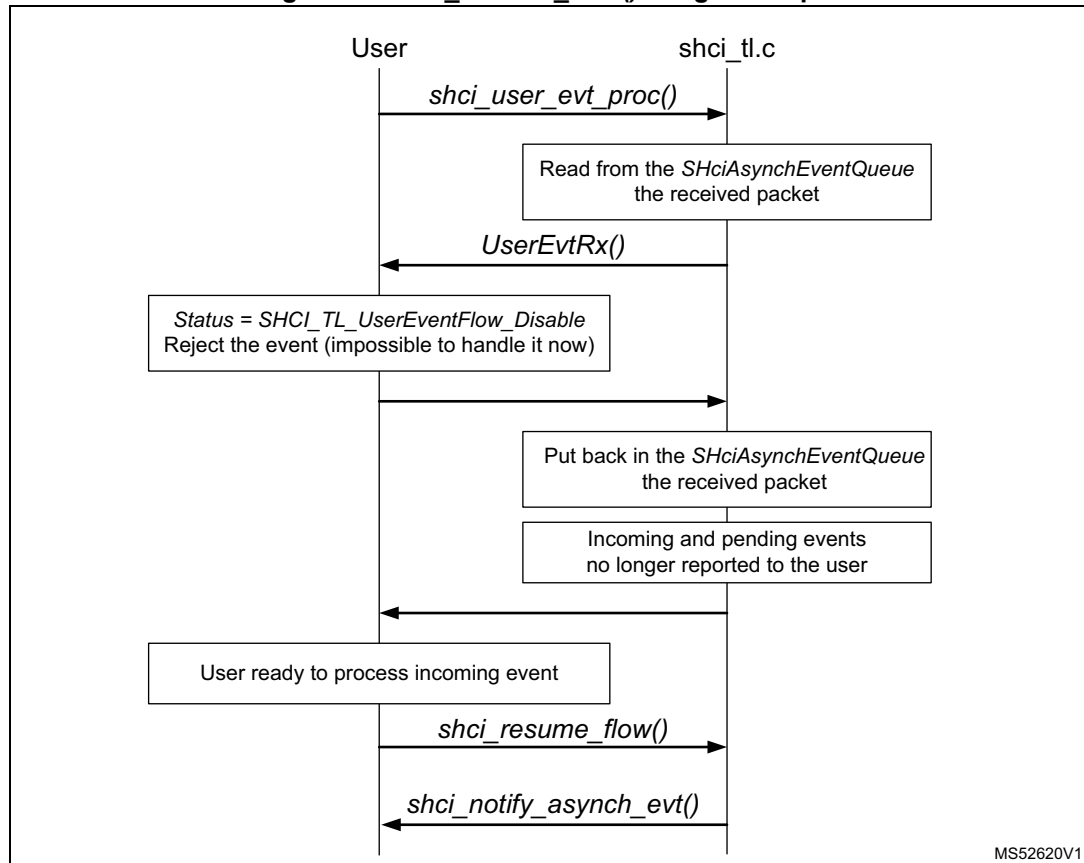 User
shci_tl.c
shci_user_evt_proc()
Read from the SHciAsynchEventQueue
the received packet
UserEvtRx()
Status = SHCI_TL_UserEventFlow_Disable
Reject the event (impossible to handle it now)
Put back in the SHciAsynchEventQueue
the received packet
Incoming and pending events
no longer reported to the user
User ready to process incoming event
shci_resume_flow()
shci_notify_asynch_evt()
MS52620V1